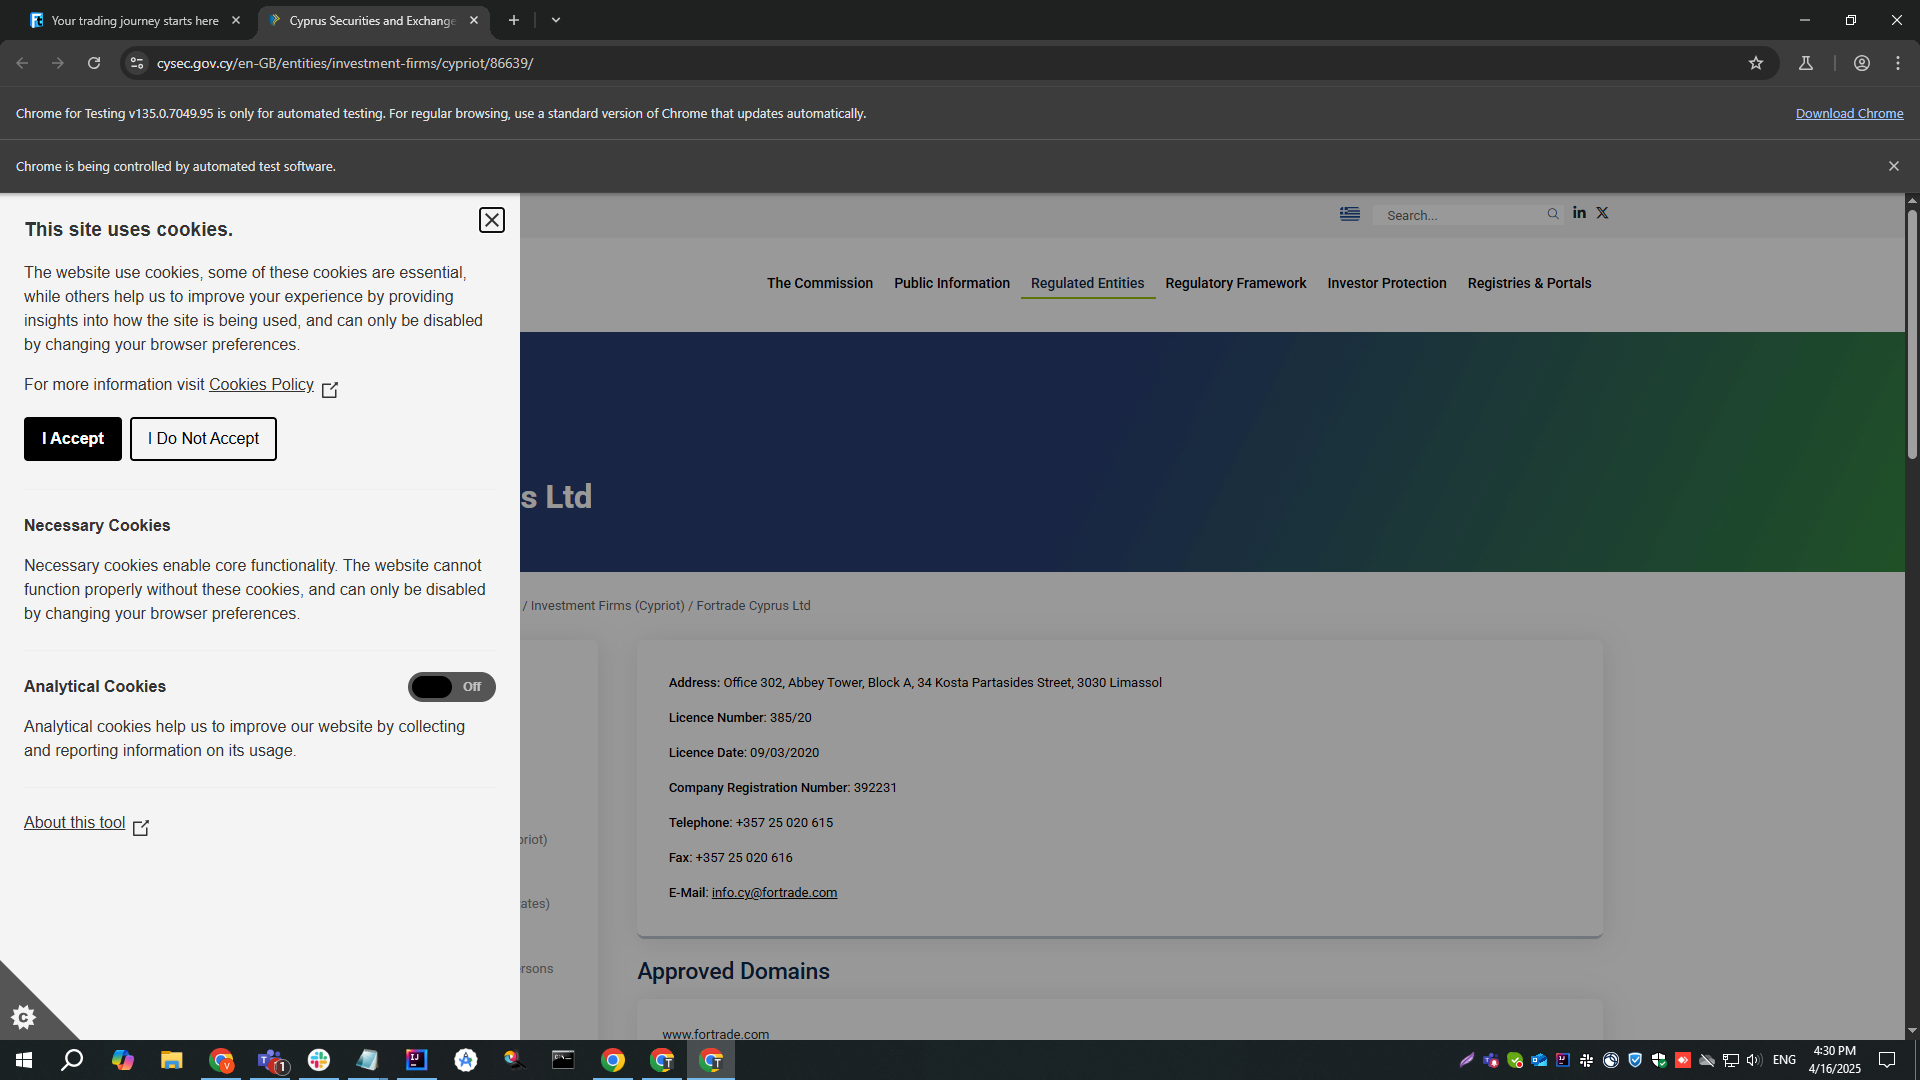 Your trading journey starts here
Cyprus Securities and Exchange
cysec.gov.cy/en-GB/entities/investment-firms/cypriot/86639/
Chrome for Testing v135.0.7049.95 is only for automated testing. For regular browsing, use a standard version of Chrome that updates automatically.
Download Chrome
Chrome is being controlled by automated test software.
This site uses cookies.
The website use cookies, some of these cookies are essential,
while others help us to improve your experience by providing
insights into how the site is being used, and can only be disabled
by changing your browser preferences.
For more information visit Cookies Policy
I Accept
I Do Not Accept
Necessary Cookies
Necessary cookies enable core functionality. The website cannot
function properly without these cookies, and can only be disabled
by changing your browser preferences.
Analytical Cookies
Off
Analytical cookies help us to improve our website by collecting
and reporting information on its usage.
About this tool
Search...
The Commission
Public Information
Regulated Entities
Regulatory Framework
Investor Protection
Registries & Portals
s Ltd
/ Investment Firms (Cypriot) / Fortrade Cyprus Ltd
priot)
ates)
ersons
Address: Office 302, Abbey Tower, Block A, 34 Kosta Partasides Street, 3030 Limassol
Licence Number: 385/20
Licence Date: 09/03/2020
Company Registration Number: 392231
Telephone: +357 25 020 615
Fax: +357 25 020 616
E-Mail: info.cy@fortrade.com
Approved Domains
www.fortrade.com
ENG
4:30 PM
4/16/2025